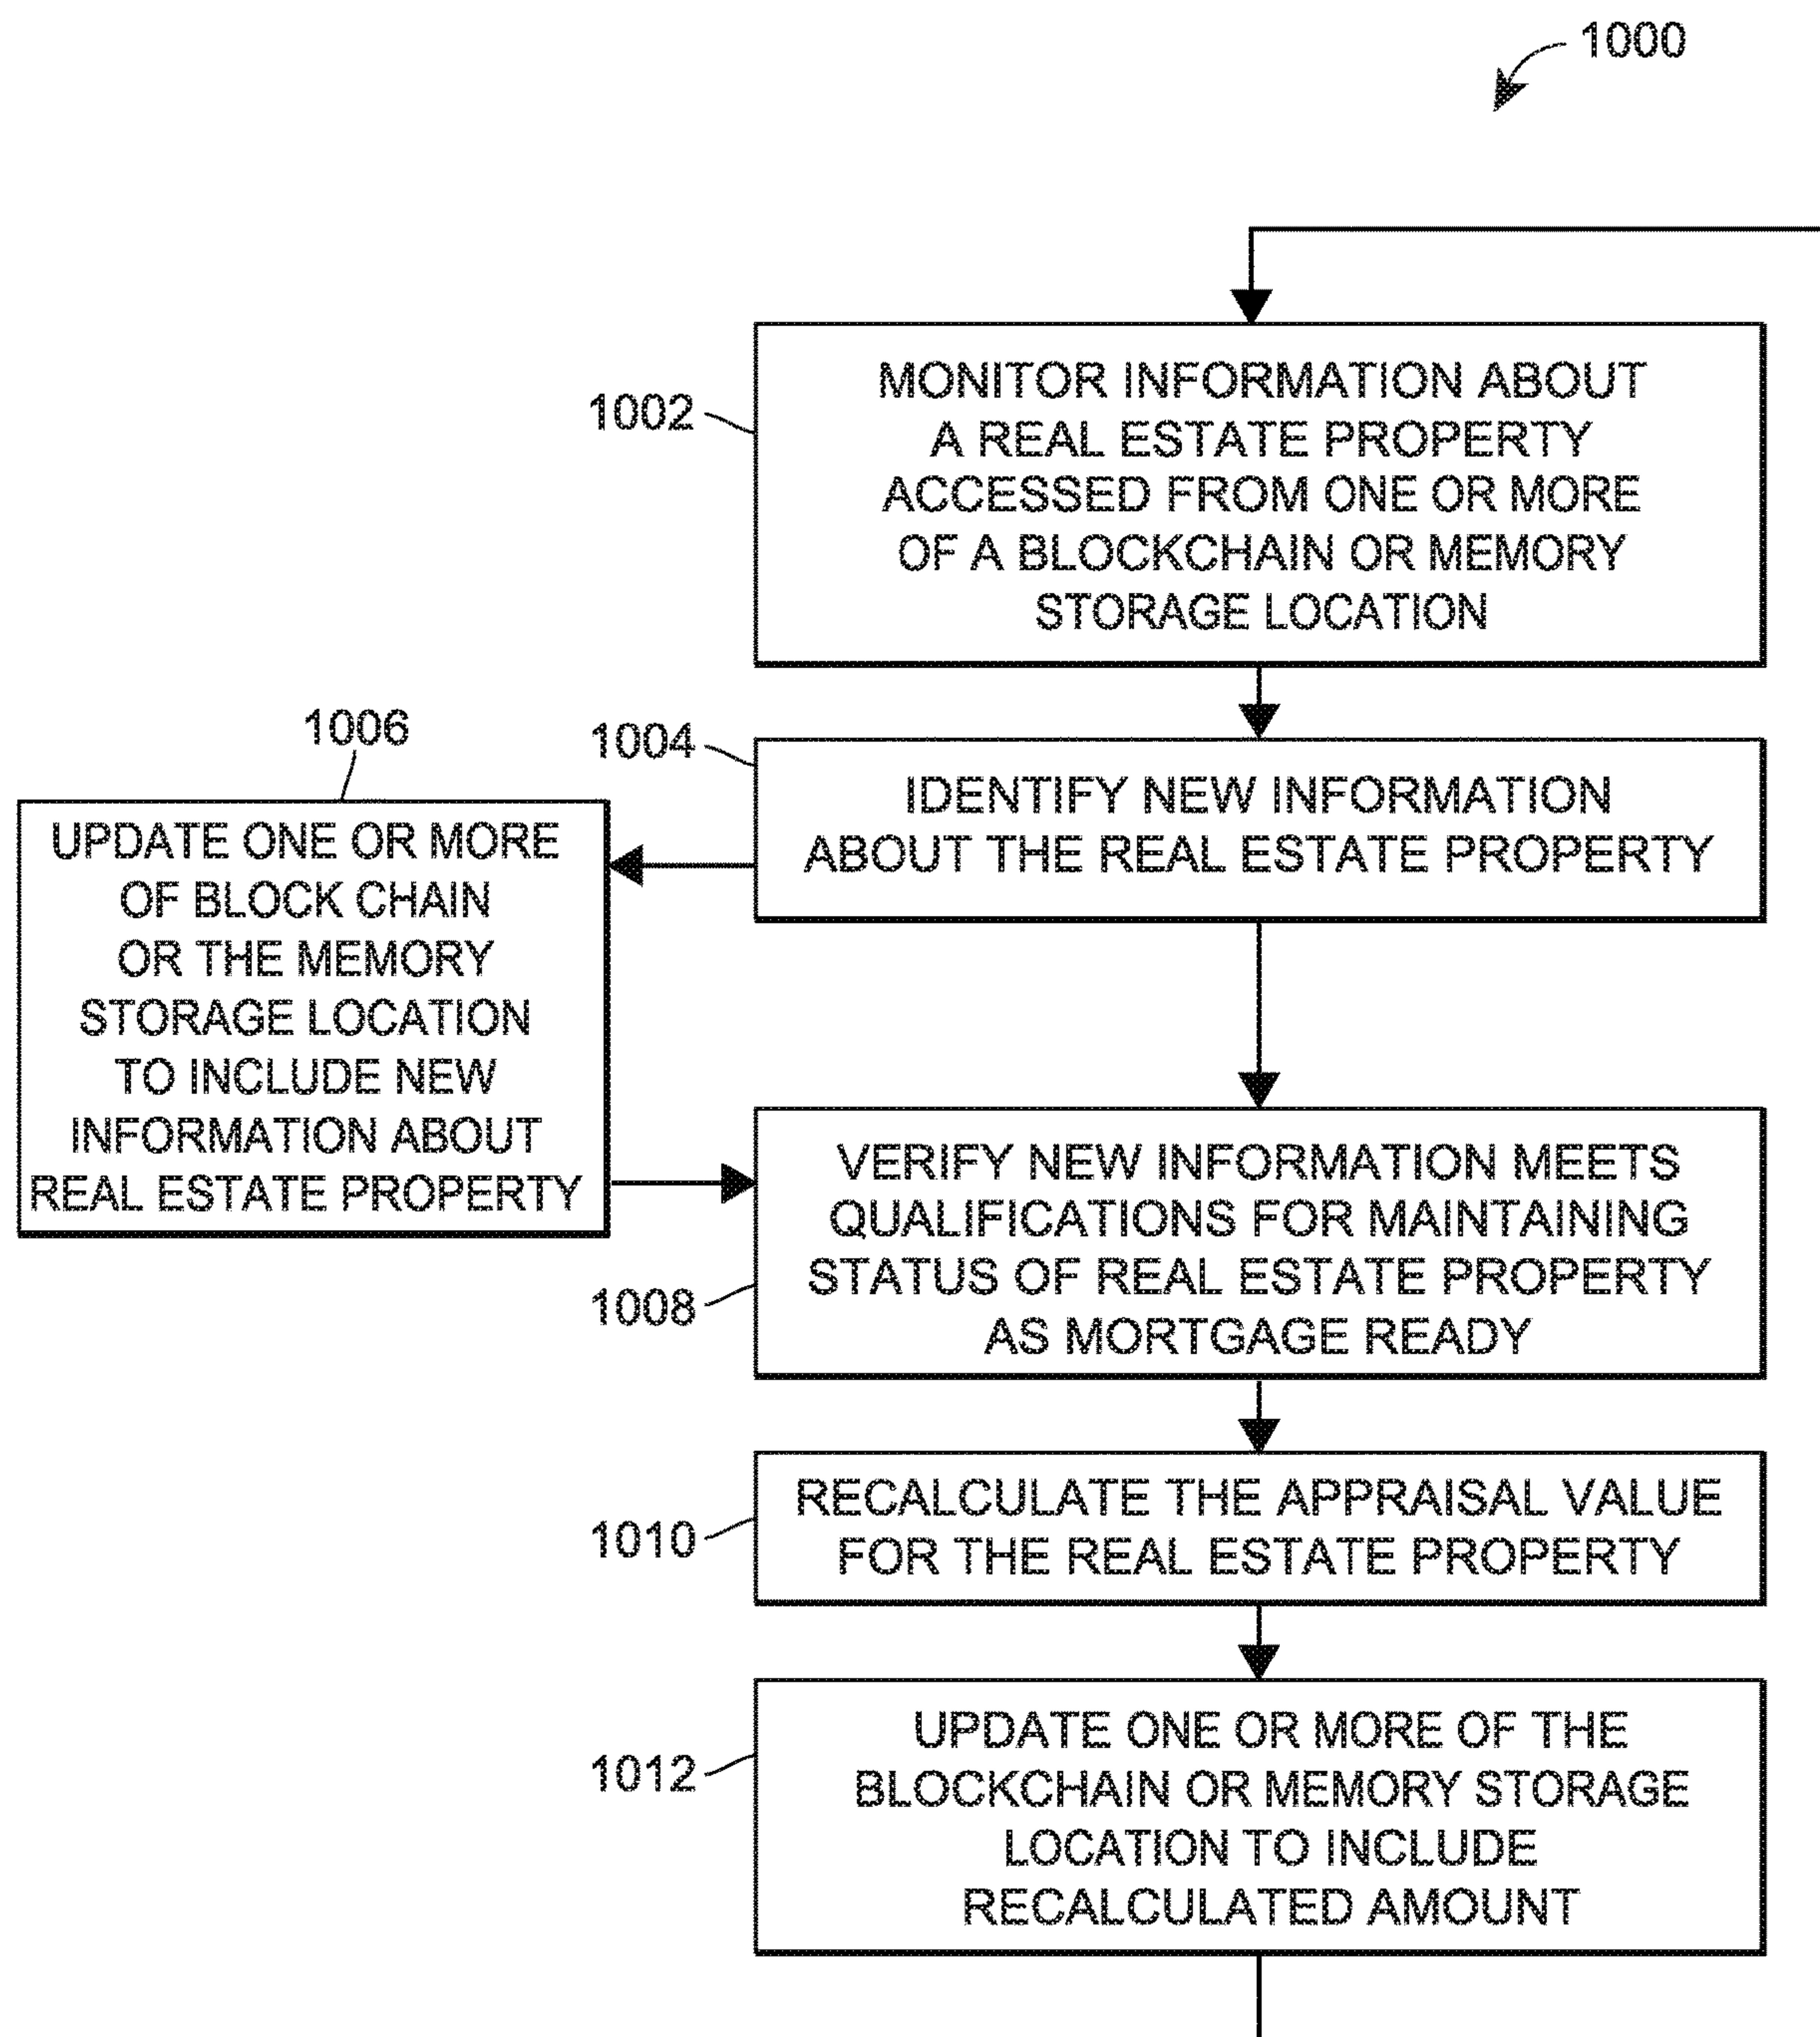 1000
1002
MONITOR INFORMATION ABOUT
A REAL ESTATE PROPERTY
ACCESSED FROM ONE OR MORE
OF A BLOCKCHAIN OR MEMORY
STORAGE LOCATION
1004
IDENTIFY NEW INFORMATION
ABOUT THE REAL ESTATE PROPERTY
1006
UPDATE ONE OR MORE
OF BLOCK CHAIN
OR THE MEMORY
STORAGE LOCATION
TO INCLUDE NEW
INFORMATION ABOUT
REAL ESTATE PROPERTY
1008
VERIFY NEW INFORMATION MEETS
QUALIFICATIONS FOR MAINTAINING
STATUS OF REAL ESTATE PROPERTY
AS MORTGAGE READY
1010
RECALCULATE THE APPRAISAL VALUE
FOR THE REAL ESTATE PROPERTY
1012
UPDATE ONE OR MORE OF THE
BLOCKCHAIN OR MEMORY STORAGE
LOCATION TO INCLUDE
RECALCULATED AMOUNT